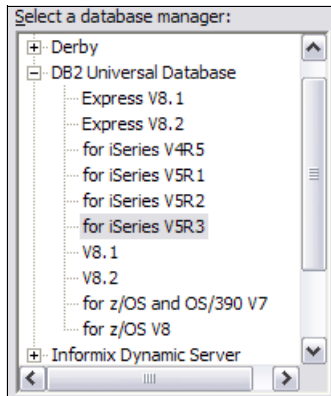 Select a database manager:
Derby
DB2 Universal Database
Express V8.1
Express V8.2
for iSeries V4R5
for iSeries V5R1
for iSeries V5R2
for iSeries V5R3
V8.1
V8.2
for z/OS and OS/390 V7
for z/OS V8
Informix Dynamic Server